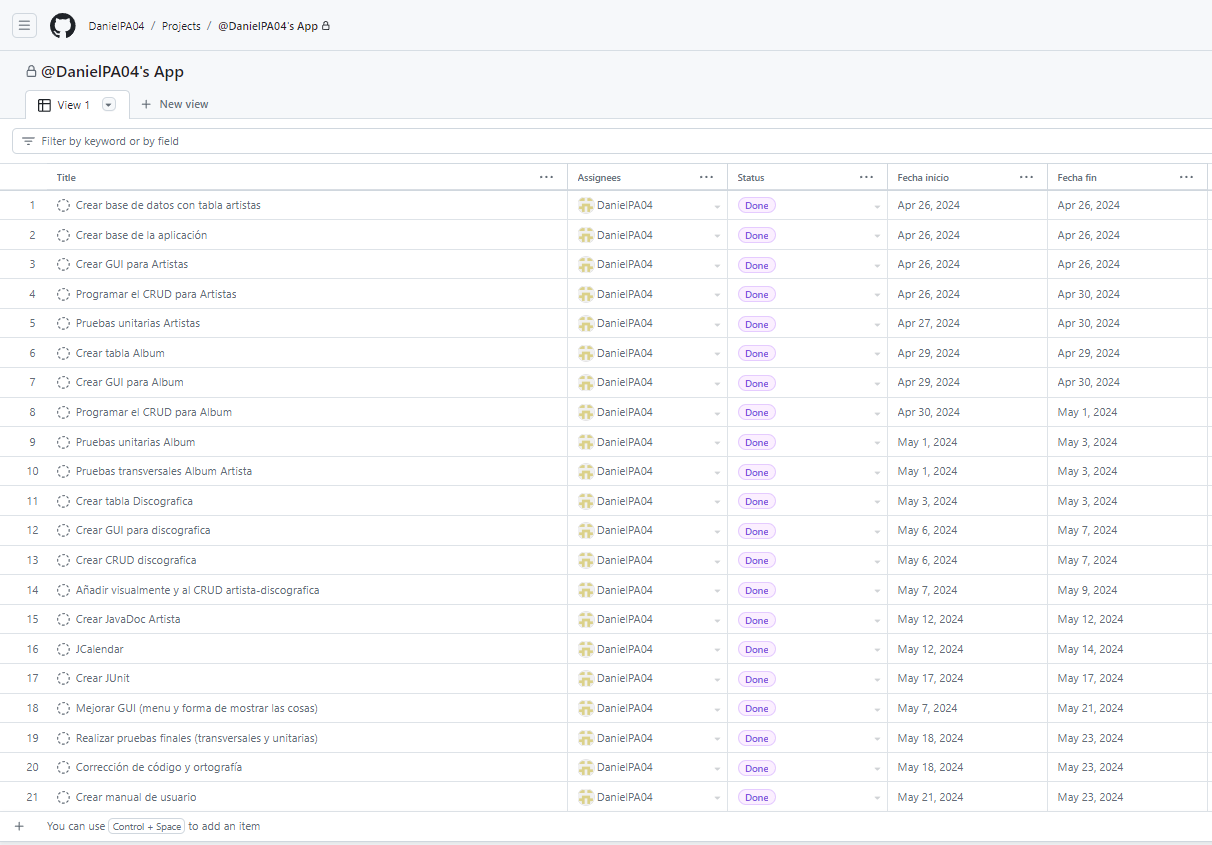 DanielPA04 / Projects / @DanielPA04's App
@DanielPA04's App
View 1 New view
Filter by keyword or by field
Title Assignees Status Fecha inicio Fecha fin
1 Crear base de datos con tabla artistas DanielPA04 Done Apr 26, 2024 Apr 26, 2024
2 Crear base de la aplicación DanielPA04 Done Apr 26, 2024 Apr 26, 2024
3 Crear GUI para Artistas DanielPA04 Done Apr 26, 2024 Apr 26, 2024
4 Programar el CRUD para Artistas DanielPA04 Done Apr 26, 2024 Apr 30, 2024
5 Pruebas unitarias Artistas DanielPA04 Done Apr 27, 2024 Apr 30, 2024
6 Crear tabla Album DanielPA04 Done Apr 29, 2024 Apr 29, 2024
7 Crear GUI para Album DanielPA04 Done Apr 29, 2024 Apr 30, 2024
8 Programar el CRUD para Album DanielPA04 Done Apr 30, 2024 May 1, 2024
9 Pruebas unitarias Album DanielPA04 Done May 1, 2024 May 3, 2024
10 Pruebas transversales Album Artista DanielPA04 Done May 1, 2024 May 3, 2024
11 Crear tabla Discografica DanielPA04 Done May 3, 2024 May 3, 2024
12 Crear GUI para discografica DanielPA04 Done May 6, 2024 May 7, 2024
13 Crear CRUD discografica DanielPA04 Done May 6, 2024 May 7, 2024
14 Añadir visualmente y al CRUD artista-discografica DanielPA04 Done May 7, 2024 May 9, 2024
15 Crear JavaDoc Artista DanielPA04 Done May 12, 2024 May 12, 2024
16 JCalendar DanielPA04 Done May 12, 2024 May 14, 2024
17 Crear JUnit DanielPA04 Done May 17, 2024 May 17, 2024
18 Mejorar GUI (menu y forma de mostrar las cosas) DanielPA04 Done May 7, 2024 May 21, 2024
19 Realizar pruebas finales (transversales y unitarias) DanielPA04 Done May 18, 2024 May 23, 2024
20 Corrección de código y ortografía DanielPA04 Done May 18, 2024 May 23, 2024
21 Crear manual de usuario DanielPA04 Done May 21, 2024 May 23, 2024
You can use Control + Space to add an item